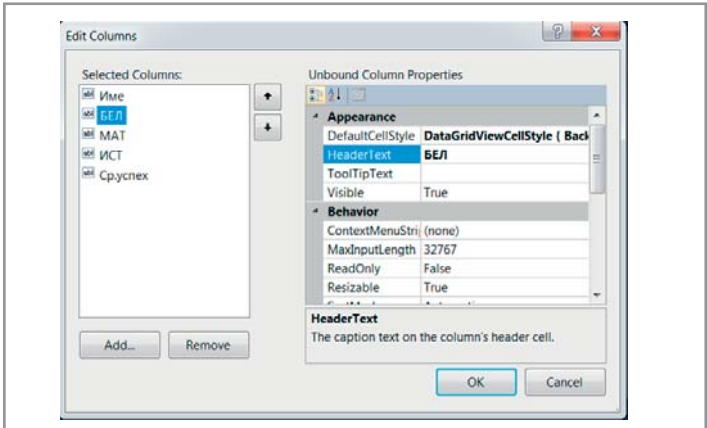 Edit Columns
Selected Columns:
Име
БЕЛ
МАТ
ИСТ
Ср.успех
Add...
Remove
Unbound Column Properties
Appearance
DefaultCellStyle DataGridViewCellStyle ( Back
HeaderText БЕЛ
ToolTipText
Visible True
Behavior
ContextMenuStri (none)
MaxInputLength 32767
ReadOnly False
Resizable True
HeaderText
The caption text on the column's header cell.
OK
Cancel